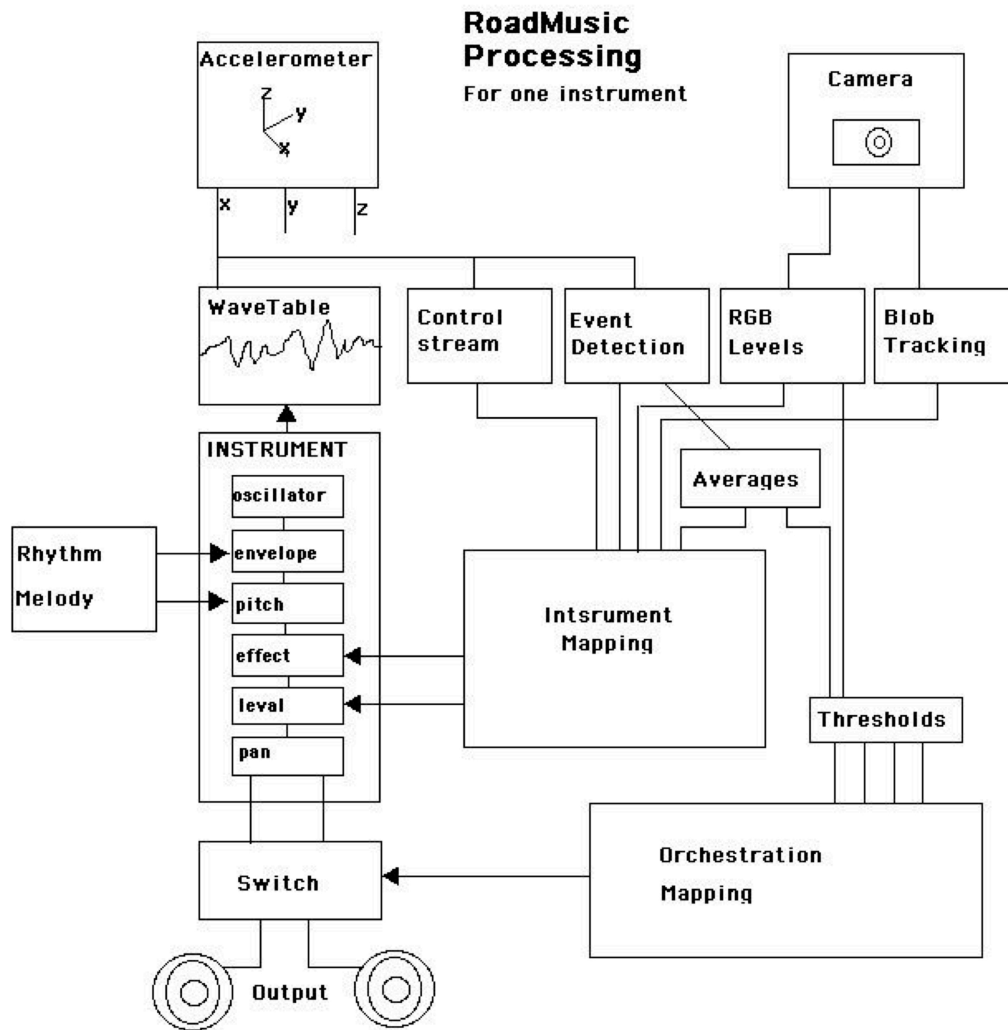 RoadMusic
Processing
For one instrument
Accelerometer
z
y
x
x
y
z
Camera
WaveTable
Control
stream
Event
Detection
RGB
Levels
Blob
Tracking
INSTRUMENT
oscillator
envelope
pitch
effect
leval
pan
Rhythm
Melody
Averages
Intsrument
Mapping
Thresholds
Orchestration
Mapping
Switch
Output